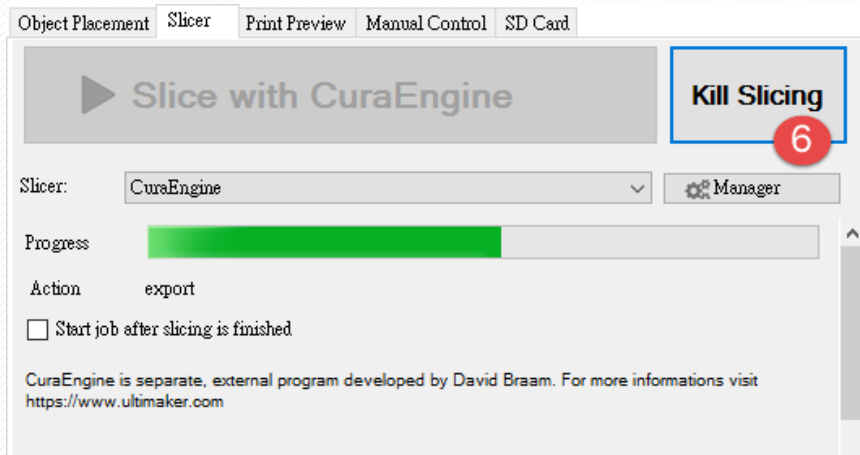 Object Placement Slicer Print Preview Manual Control SD Card
Slice with CuraEngine Kill Slicing
6
Slicer: CuraEngine Manager
Progress
Action export
Start job after slicing is finished
CuraEngine is separate, external program developed by David Braam. For more informations visit
https://www.ultimaker.com